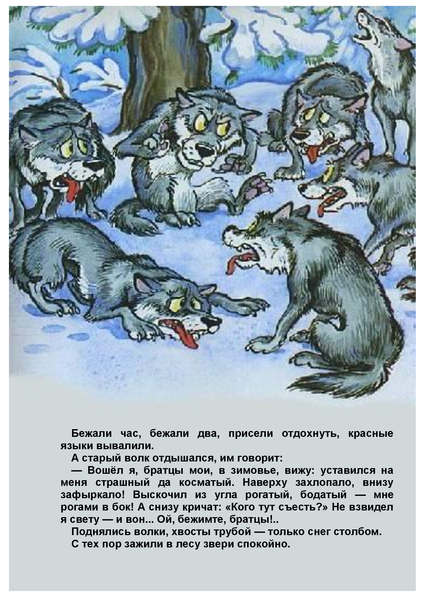 Бежали час, бежали два, присели отдохнуть, красные
языки вывалили.
А старый волк отдышался, им говорит:
— Вошёл я, братцы мои, в зимовье, вижу: уставился на
меня страшный да косматый. Наверху захлопало, внизу
зафыркало! Выскочил из угла рогатый, бодатый — мне
рогами в бок! А снизу кричат: «Кого тут съесть?» Не взвидел
я свету — и вон... Ой, бежимте, братцы!..
Поднялись волки, хвосты трубой — только снег столбом.
С тех пор зажили в лесу звери спокойно.